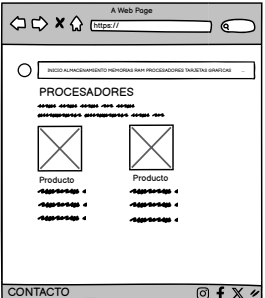 A Web Page
https://
INICIO ALMACENAMIENTO MEMORIAS RAM PROCESADORES TARJETAS GRAFICAS ...
PROCESADORES
Producto
Producto
CONTACTO